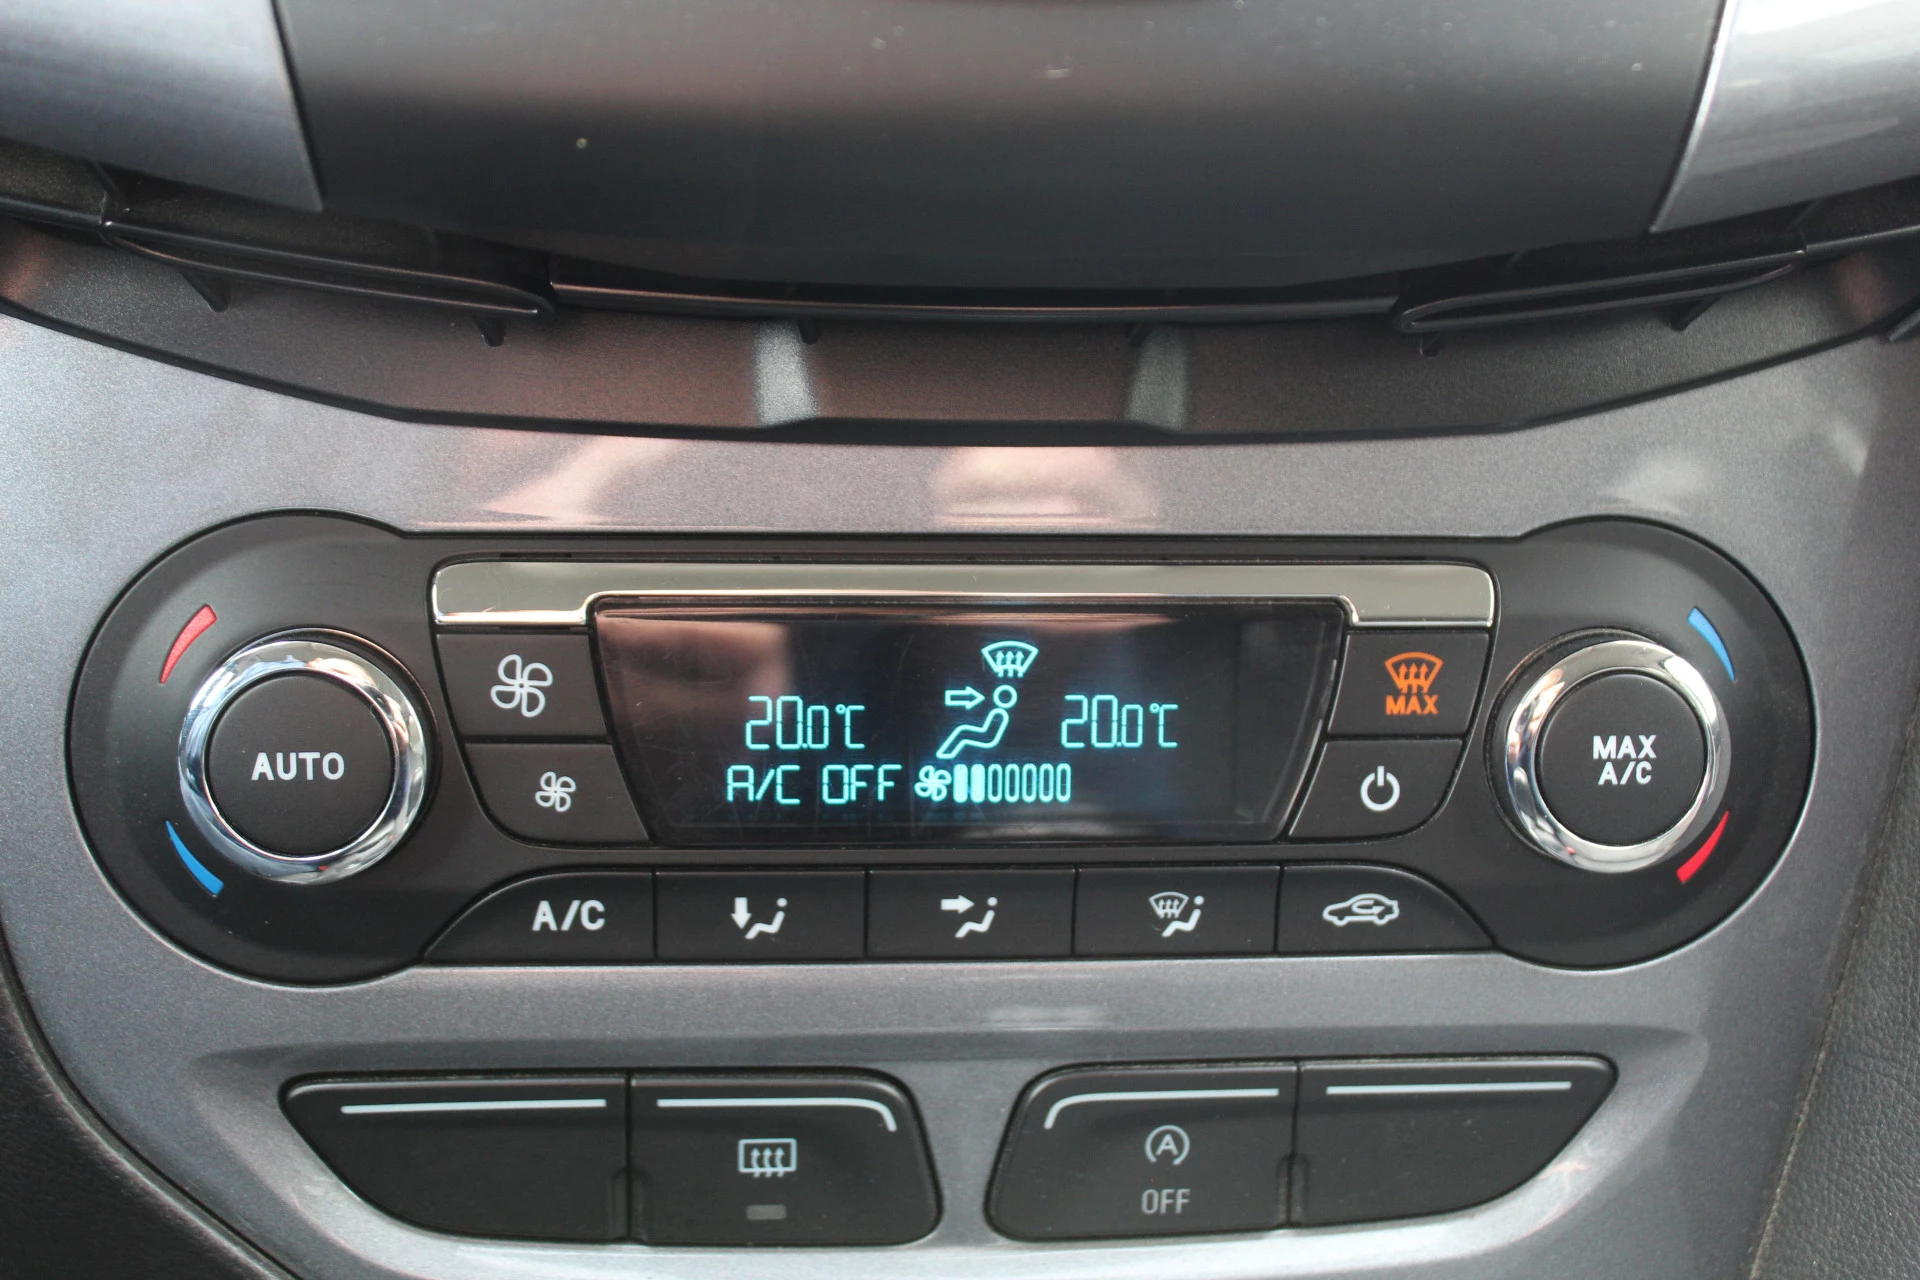 20.0°C 20.0°C
A/C OFF
MAX
AUTO
MAX
A/C
A/C
A
OFF